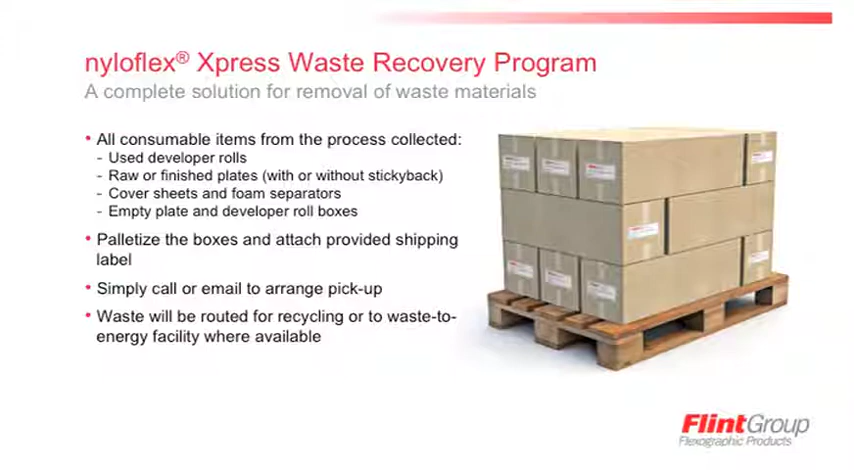 nyloflex® Xpress Waste Recovery Program
A complete solution for removal of waste materials
• All consumable items from the process collected:
- Used developer rolls
- Raw or finished plates (with or without stickyback)
- Cover sheets and foam separators
- Empty plate and developer roll boxes
• Palletize the boxes and attach provided shipping
label
• Simply call or email to arrange pick-up
• Waste will be routed for recycling or to waste-to-
energy facility where available
FlintGroup
Flexographic Products